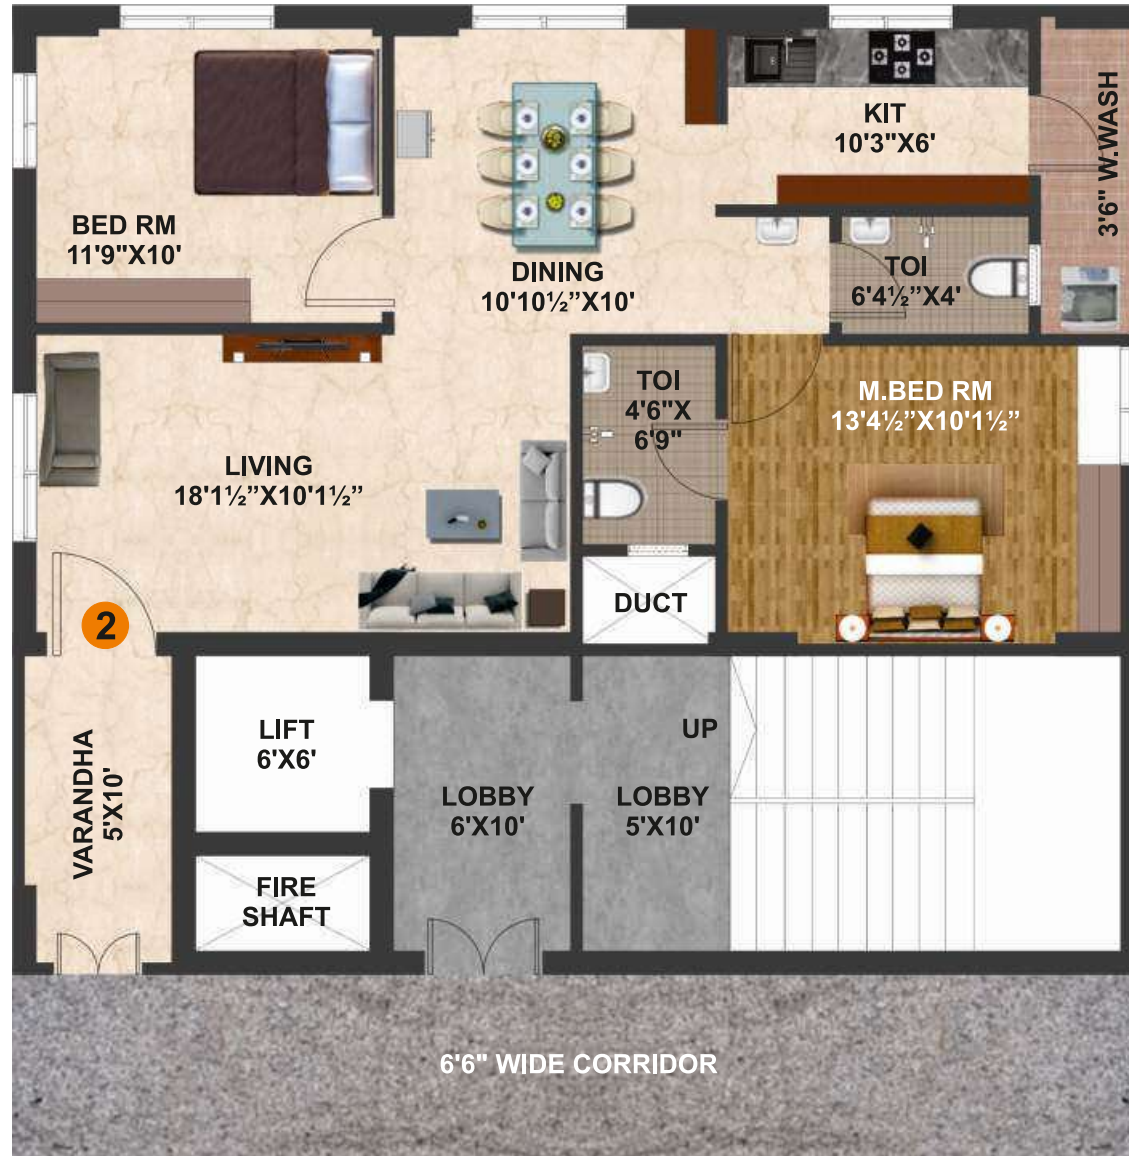 KIT
10'3"X6'
3'6" W.WASH
BED RM
11'9"X10'
DINING
10'10½”X10'
TOI
6'4½”X4'
TOI
4'6"X
6'9"
M.BED RM
13'4½”X10'1½”
LIVING
18'1½”X10'1½”
DUCT
2
VARANDHA
5'X10'
LIFT
6'X6'
UP
LOBBY
6'X10'
LOBBY
5'X10'
FIRE
SHAFT
6'6" WIDE CORRIDOR